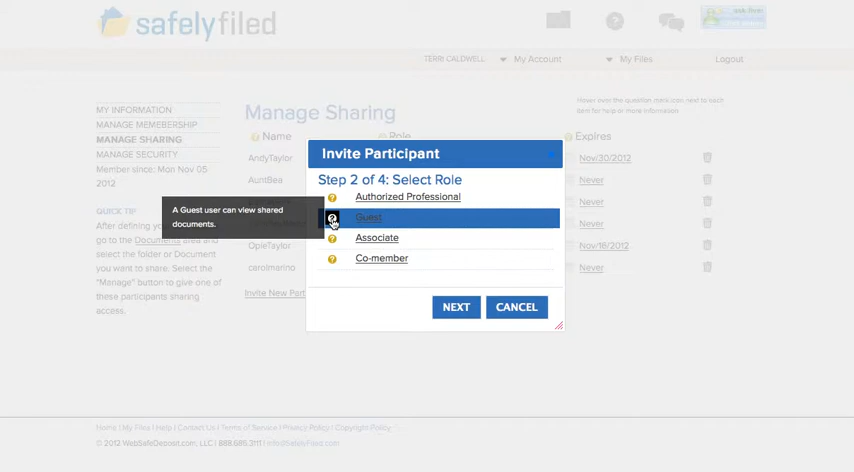 safelyfiled
TERRI CALDWELL My Account My Files Logout
MY INFORMATION
MANAGE MEMEBERSHIP
MANAGE SHARING
MANAGE SECURITY
Member since: Mon Nov 05
2012
QUICK TIP
After defining
go to the Documents area and
select the folder or Document
you want to share. Select the
"Manage" button to give one of
these participants sharing
access.
Manage Sharing
Hover over the question mark icon next to each
item for help or more information
Name Role Expires
AndyTaylor Nov/30/2012
AuntBea Never
Never
Never
OpieTaylor Nov/18/2012
carolmarino Never
Invite New Part
Invite Participant
Step 2 of 4: Select Role
? Authorized Professional
? Guest
? Associate
? Co-member
NEXT CANCEL
A Guest user can view shared
documents.
Home | My Files | Help | Contact Us | Terms of Service | Privacy Policy | Copyright Policy
© 2012 WebSafeDeposit.com, LLC | 888.685.3111 | info@SafelyFiled.com